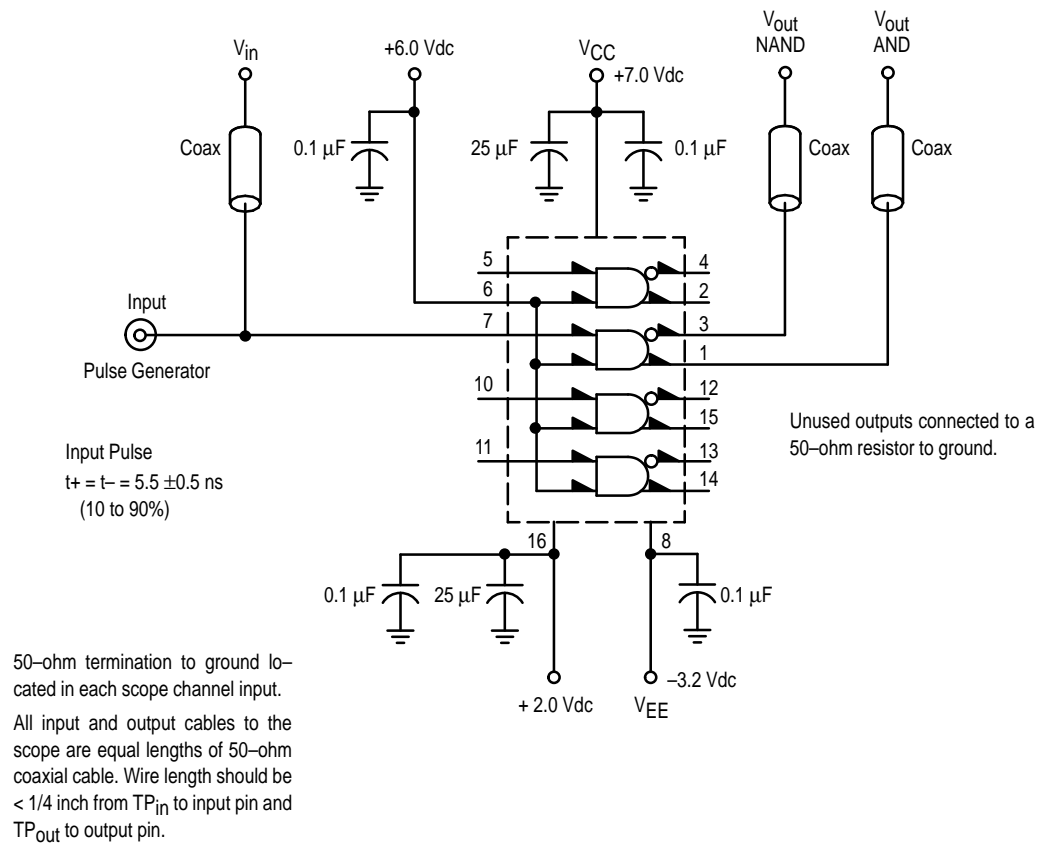 Vin
+6.0 Vdc
VCC
+7.0 Vdc
Vout
NAND
Vout
AND
Coax
0.1 μF
25 μF
0.1 μF
Coax
Coax
5
4
6
2
Input
7
3
Pulse Generator
1
10
12
15
Unused outputs connected to a
50–ohm resistor to ground.
11
13
14
Input Pulse
t+ = t– = 5.5 ±0.5 ns
(10 to 90%)
16
8
0.1 μF
25 μF
0.1 μF
+ 2.0 Vdc
VEE
–3.2 Vdc
50–ohm termination to ground lo–
cated in each scope channel input.
All input and output cables to the
scope are equal lengths of 50–ohm
coaxial cable. Wire length should be
< 1/4 inch from TPin to input pin and
TPout to output pin.